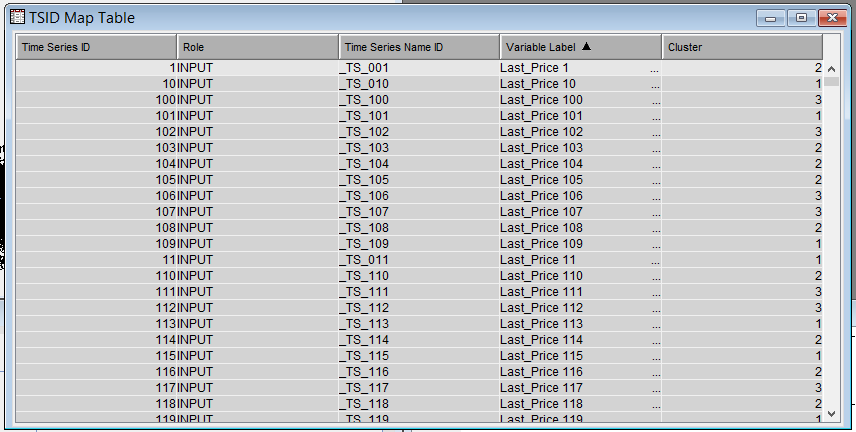 TSID Map Table
Time Series ID Role Time Series Name ID Variable Label ▲ Cluster
1 INPUT _TS_001 Last_Price 1 ... 2
10 INPUT _TS_010 Last_Price 10 ... 1
100 INPUT _TS_100 Last_Price 100 ... 3
101 INPUT _TS_101 Last_Price 101 ... 1
102 INPUT _TS_102 Last_Price 102 ... 3
103 INPUT _TS_103 Last_Price 103 ... 2
104 INPUT _TS_104 Last_Price 104 ... 2
105 INPUT _TS_105 Last_Price 105 ... 2
106 INPUT _TS_106 Last_Price 106 ... 3
107 INPUT _TS_107 Last_Price 107 ... 3
108 INPUT _TS_108 Last_Price 108 ... 2
109 INPUT _TS_109 Last_Price 109 ... 1
11 INPUT _TS_011 Last_Price 11 ... 1
110 INPUT _TS_110 Last_Price 110 ... 2
111 INPUT _TS_111 Last_Price 111 ... 3
112 INPUT _TS_112 Last_Price 112 ... 3
113 INPUT _TS_113 Last_Price 113 ... 1
114 INPUT _TS_114 Last_Price 114 ... 2
115 INPUT _TS_115 Last_Price 115 ... 1
116 INPUT _TS_116 Last_Price 116 ... 2
117 INPUT _TS_117 Last_Price 117 ... 3
118 INPUT _TS_118 Last_Price 118 ... 2
119 INPUT _TS_119 Last_Price 119 ... 1